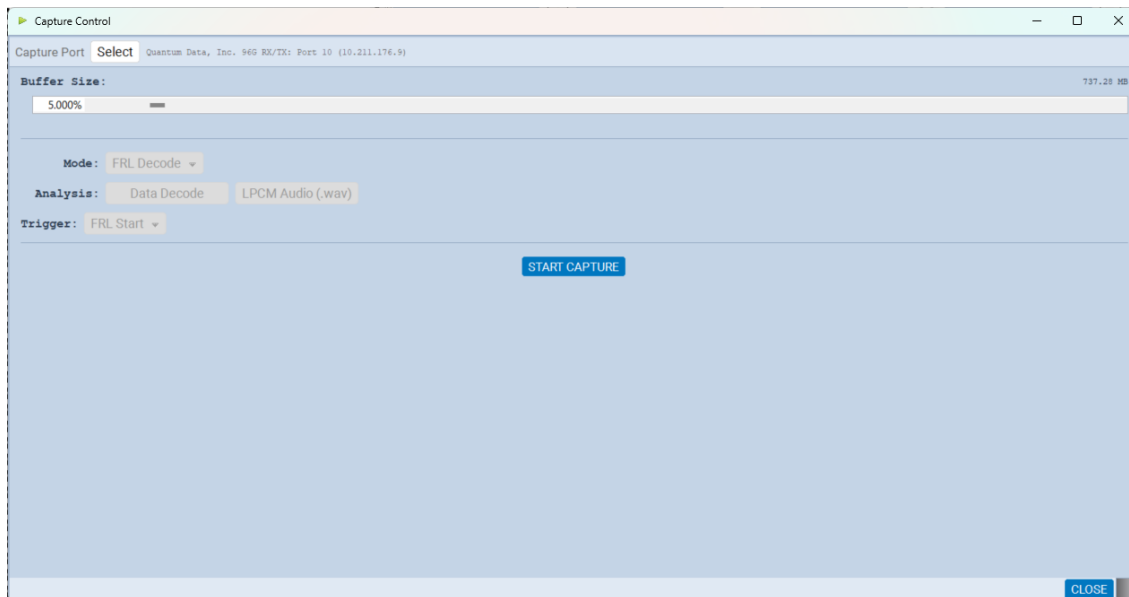 Capture Control
Capture Port Select Quantum Data, Inc. 96G RX/TX: Port 10 (10.211.176.9)
Buffer Size: 737.28 MB
5.000%
Mode: FRL Decode
Analysis: Data Decode LPCM Audio (.wav)
Trigger: FRL Start
START CAPTURE
CLOSE